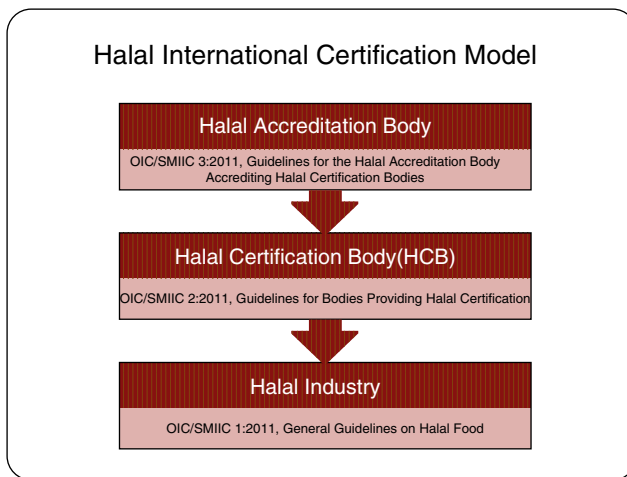 Halal International Certification Model
Halal Accreditation Body
OIC/SMIIC 3:2011, Guidelines for the Halal Accreditation Body
Accrediting Halal Certification Bodies
Halal Certification Body(HCB)
OIC/SMIIC 2:2011, Guidelines for Bodies Providing Halal Certification
Halal Industry
OIC/SMIIC 1:2011, General Guidelines on Halal Food